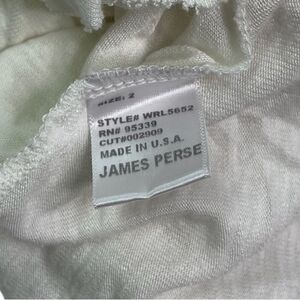 SIZE: 2
STYLE# WRL5652
RN# 95339
CUT#002909
MADE IN U.S.A.
JAMES PERSE